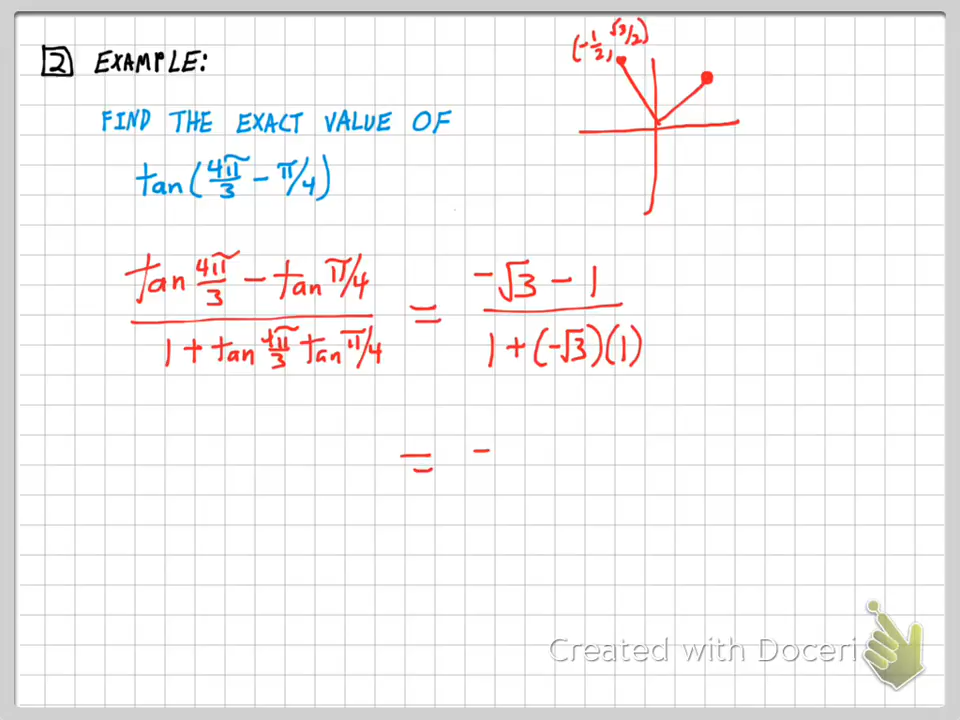 2 EXAMPLE:
(-1/2, √3/2)
FIND THE EXACT VALUE OF
tan(4π/3 - π/4)
(tan 4π/3 - tan π/4) / (1 + tan 4π/3 tan π/4) = (-√3 - 1) / (1 + (-√3)(1))
= -
Created with Doceri